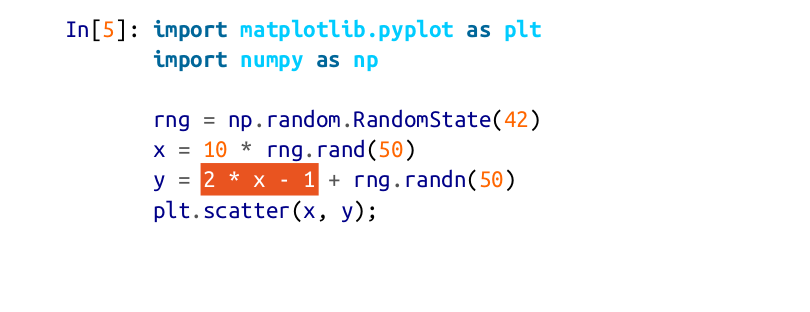 In[5]: import matplotlib.pyplot as plt
import numpy as np
rng = np.random.RandomState(42)
x = 10 * rng.rand(50)
y = 2 * x - 1 + rng.randn(50)
plt.scatter(x, y);